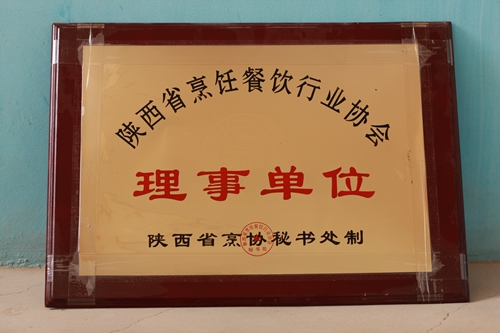 陕西省烹饪餐饮行业协会
理事单位
陕西省烹协秘书处制